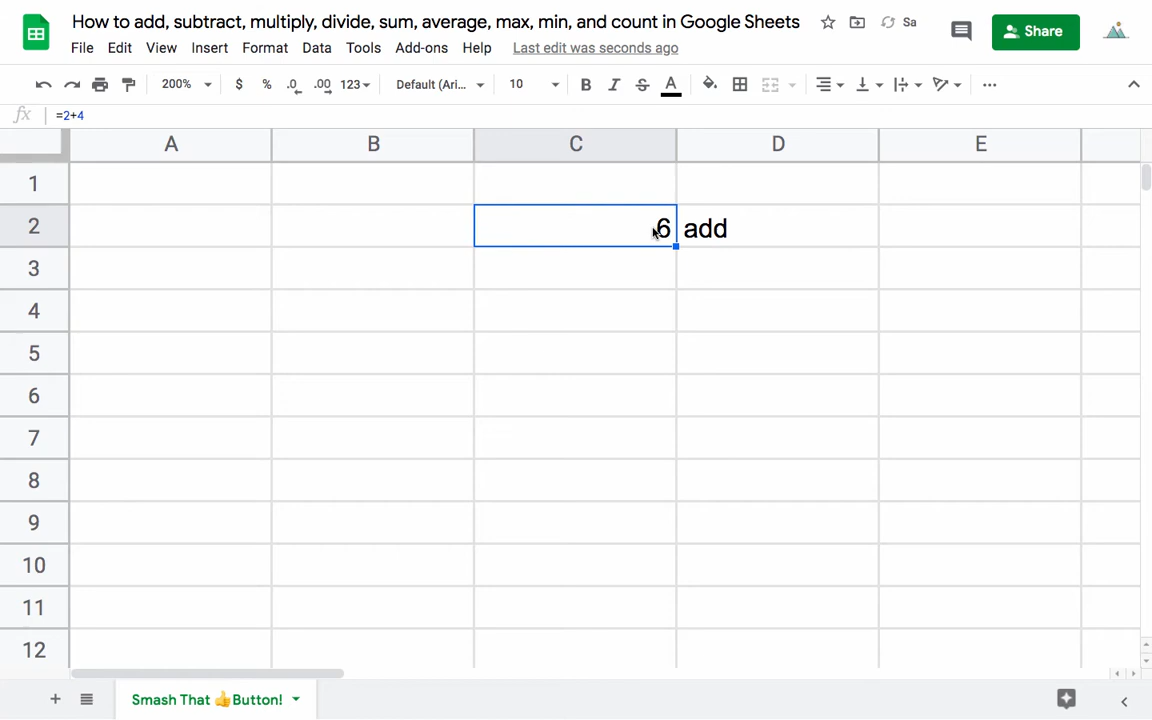 How to add, subtract, multiply, divide, sum, average, max, min, and count in Google Sheets Sa
Share
File Edit View Insert Format Data Tools Add-ons Help Last edit was seconds ago
200% $ % .0 .00 123 Default (Ari... 10 B I S A
fx =2+4
A B C D E
1
2 6 add
3
4
5
6
7
8
9
10
11
12
+ Smash That 👍Button!